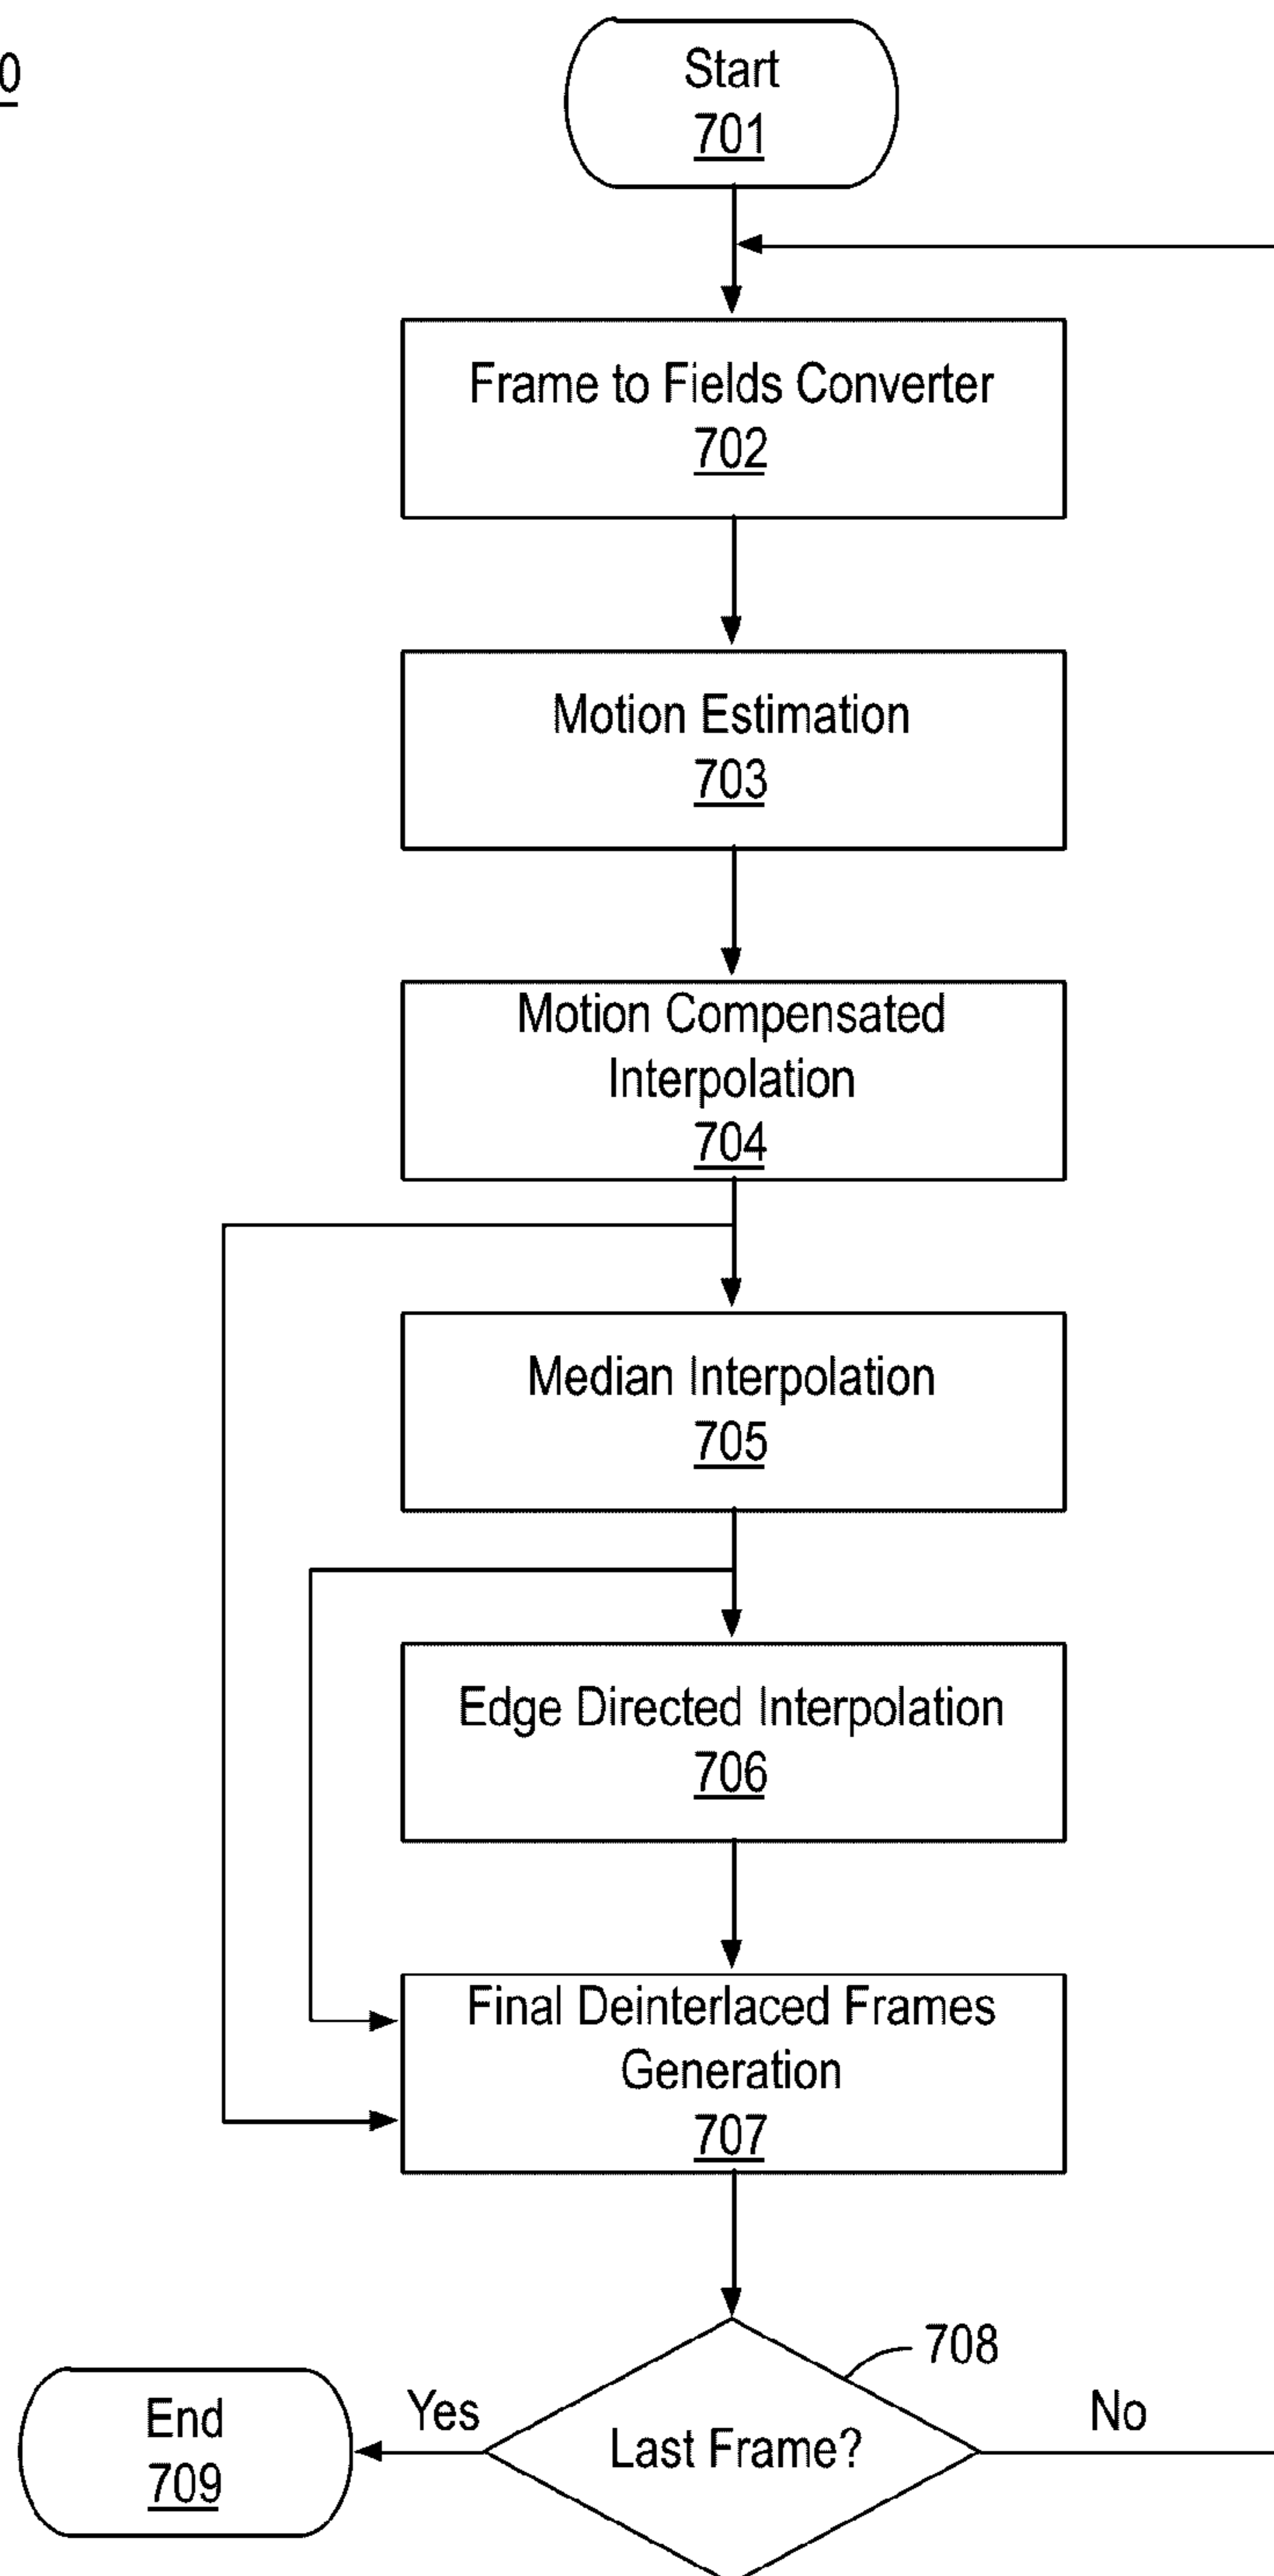 0
Start
701
Frame to Fields Converter
702
Motion Estimation
703
Motion Compensated
Interpolation
704
Median Interpolation
705
Edge Directed Interpolation
706
Final Deinterlaced Frames
Generation
707
708
Last Frame?
Yes
No
End
709